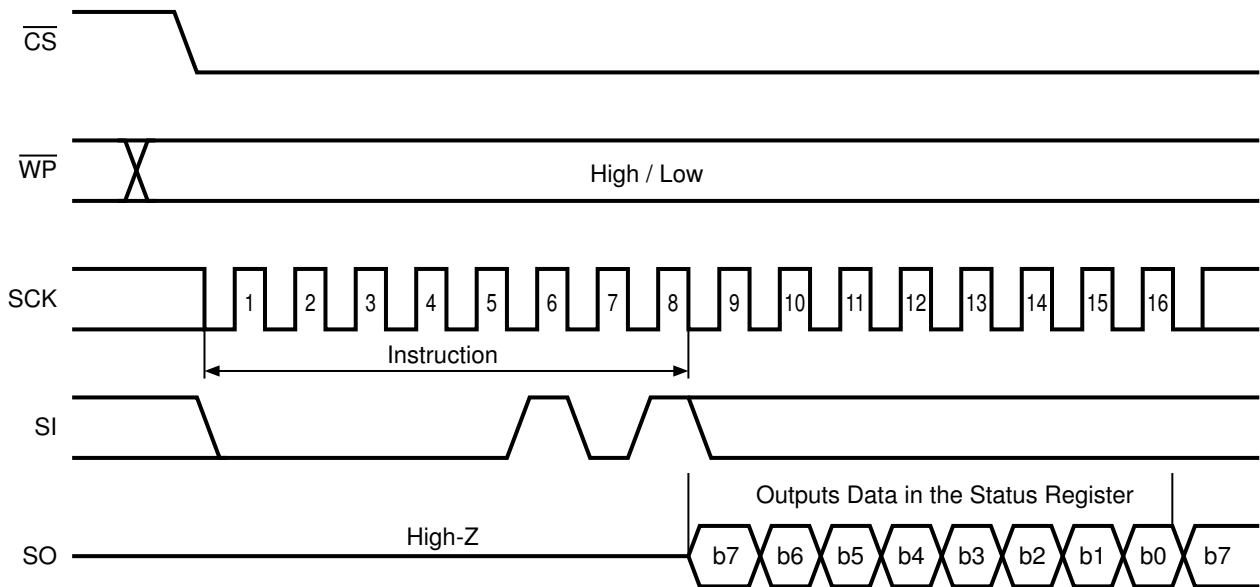 CS
WP
High / Low
SCK
1 2 3 4 5 6 7 8 9 10 11 12 13 14 15 16
Instruction
SI
Outputs Data in the Status Register
High-Z
SO
b7 b6 b5 b4 b3 b2 b1 b0 b7